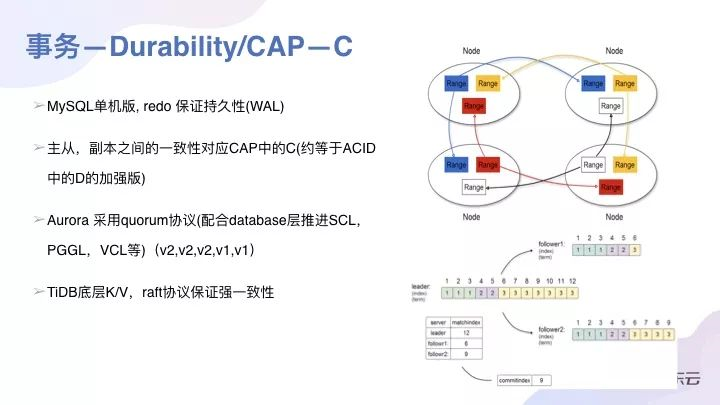 事务—Durability/CAP—C
➢MySQL单机版, redo 保证持久性(WAL)
➢主从，副本之间的一致性对应CAP中的C(约等于ACID
中的D的加强版)
➢Aurora 采用quorum协议(配合database层推进SCL，
PGGL，VCL等)（v2,v2,v2,v1,v1）
➢TiDB底层K/V，raft协议保证强一致性
Node Node
Range Range Range Range
Range Range
Range Range Range Range
Range Range
Node Node
follower1:
(index)
(term)
1 2 3 4 5 6
1 1 1 2 2 3
leader:
(index)
(term)
1 2 3 4 5 6 7 8 9 10 11 12
1 1 1 2 2 3 3 3 3 3 3 3
follower2:
(index)
(term)
1 2 3 4 5 6 7 8 9
1 1 1 2 2 3 3 3 3
server matchindex
leader 12
followr1: 6
followr2: 9
commitindex 9
云